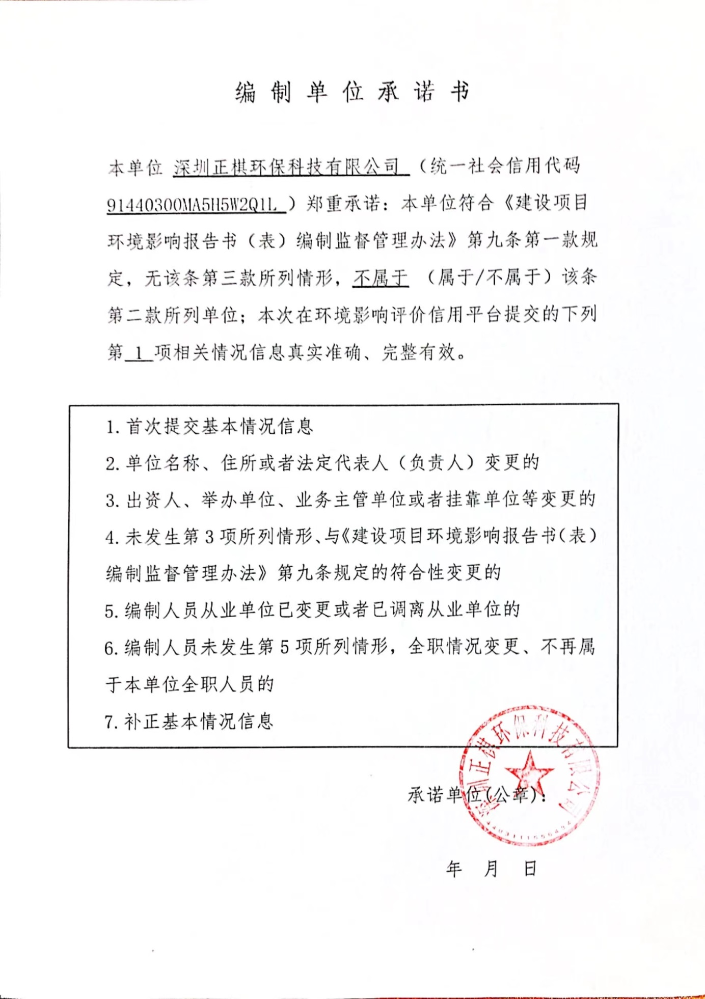 编制单位承诺书
本单位 深圳正棋环保科技有限公司 （统一社会信用代码
91440300MA5H5W2Q1L ）郑重承诺：本单位符合《建设项目
环境影响报告书（表）编制监督管理办法》第九条第一款规
定，无该条第三款所列情形，不属于 （属于/不属于）该条
第二款所列单位；本次在环境影响评价信用平台提交的下列
第 1 项相关情况信息真实准确、完整有效。
1. 首次提交基本情况信息
2. 单位名称、住所或者法定代表人（负责人）变更的
3. 出资人、举办单位、业务主管单位或者挂靠单位等变更的
4. 未发生第 3 项所列情形、与《建设项目环境影响报告书（表）
编制监督管理办法》第九条规定的符合性变更的
5. 编制人员从业单位已变更或者已调离从业单位的
6. 编制人员未发生第 5 项所列情形，全职情况变更、不再属
于本单位全职人员的
7. 补正基本情况信息
深圳正棋环保科技有限公司
承诺单位(公章)：
年 月 日